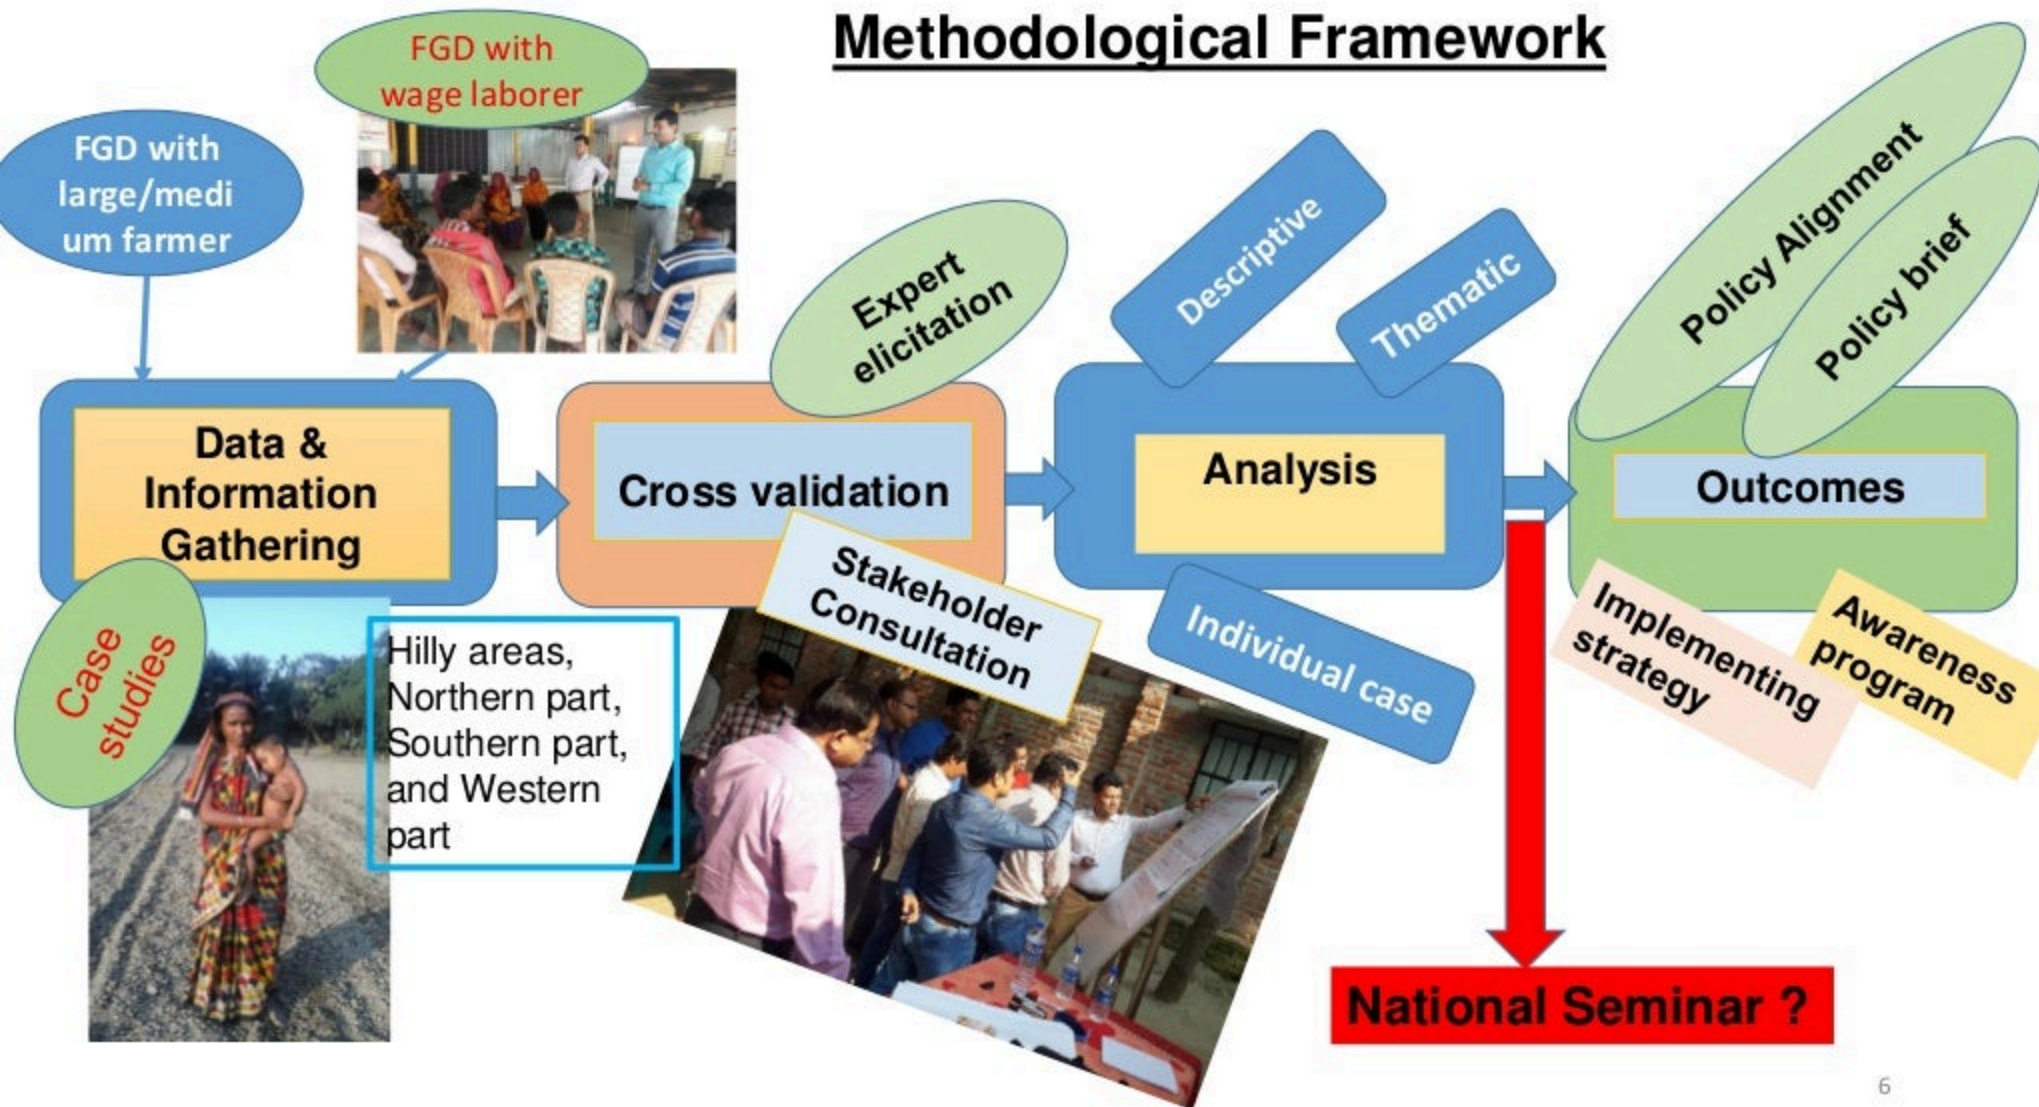 Methodological Framework
FGD with
wage laborer
FGD with
large/medi
um farmer
Expert
elicitation
Descriptive
Thematic
Policy Alignment
Policy brief
Data &
Information
Gathering
Cross validation
Analysis
Outcomes
Case
studies
Hilly areas,
Northern part,
Southern part,
and Western
part
Stakeholder
Consultation
Individual case
Implementing
strategy
Awareness
program
National Seminar ?
6